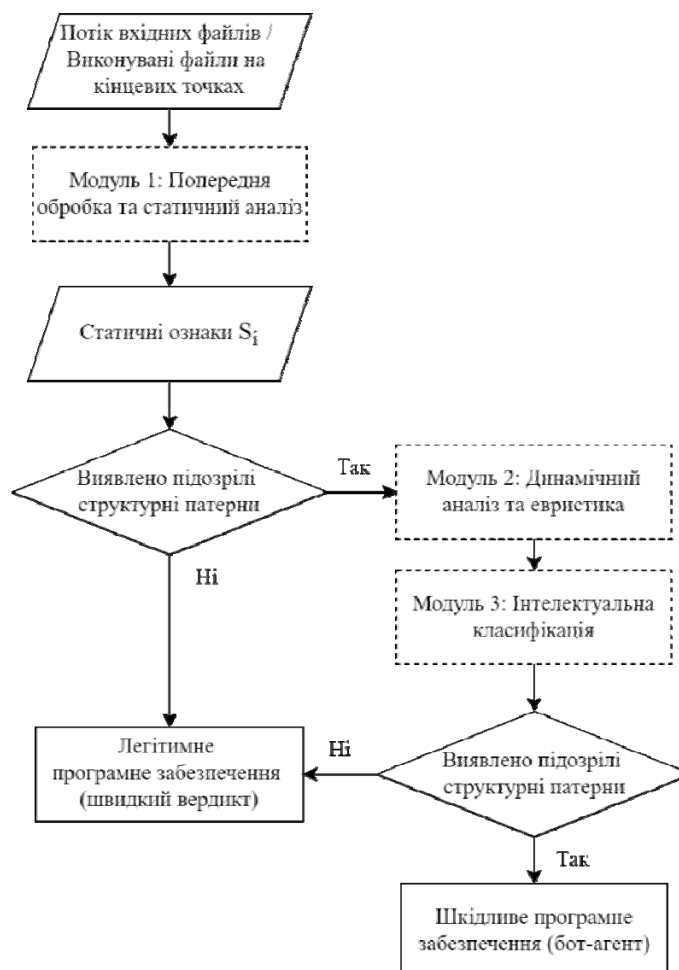 Потік вхідних файлів /
Виконувані файли на
кінцевих точках
Модуль 1: Попередня
обробка та статичний аналіз
Статичні ознаки Si
Виявлено підозрілі
структурні патерни
Так
Модуль 2: Динамічний
аналіз та евристика
Ні
Модуль 3: Інтелектуальна
класифікація
Легітимне
програмне забезпечення
(швидкий вердикт)
Ні
Виявлено підозрілі
структурні патерни
Так
Шкідливе програмне
забезпечення (бот-агент)